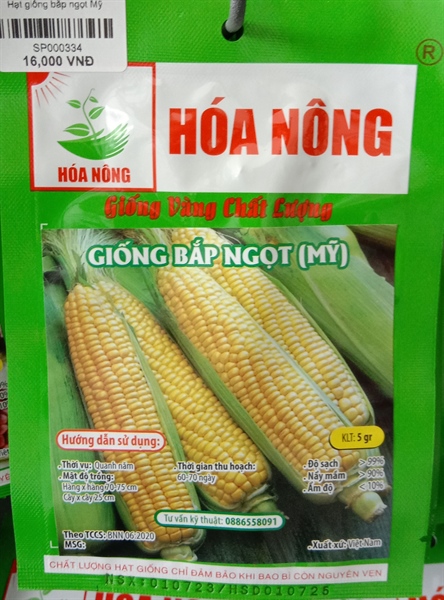 Hạt giống bắp ngọt Mỹ
SP000334
16,000 VNĐ
®
HÓA NÔNG
HÓA NÔNG
Giống Vàng Chất Lượng
GIỐNG BẮP NGỌT (MỸ)
Hướng dẫn sử dụng:
KLT: 5 gr
.Thời vụ: Quanh năm
.Mật độ trồng:
Hàng x hàng 70-75 cm
Cây x cây 25 cm
.Thời gian thu hoạch:
60-70 ngày
.Độ sạch > 99%
.Nảy mầm > 90%
.Ẩm độ < 10%
Tư vấn kỹ thuật: 0886558091
Theo TCCS: BNN 06:2020
MSG:
.Xuất xứ: Việt Nam
CHẤT LƯỢNG HẠT GIỐNG CHỈ ĐẢM BẢO KHI BAO BÌ CÒN NGUYÊN VẸN
NSX:010723/HSD010725